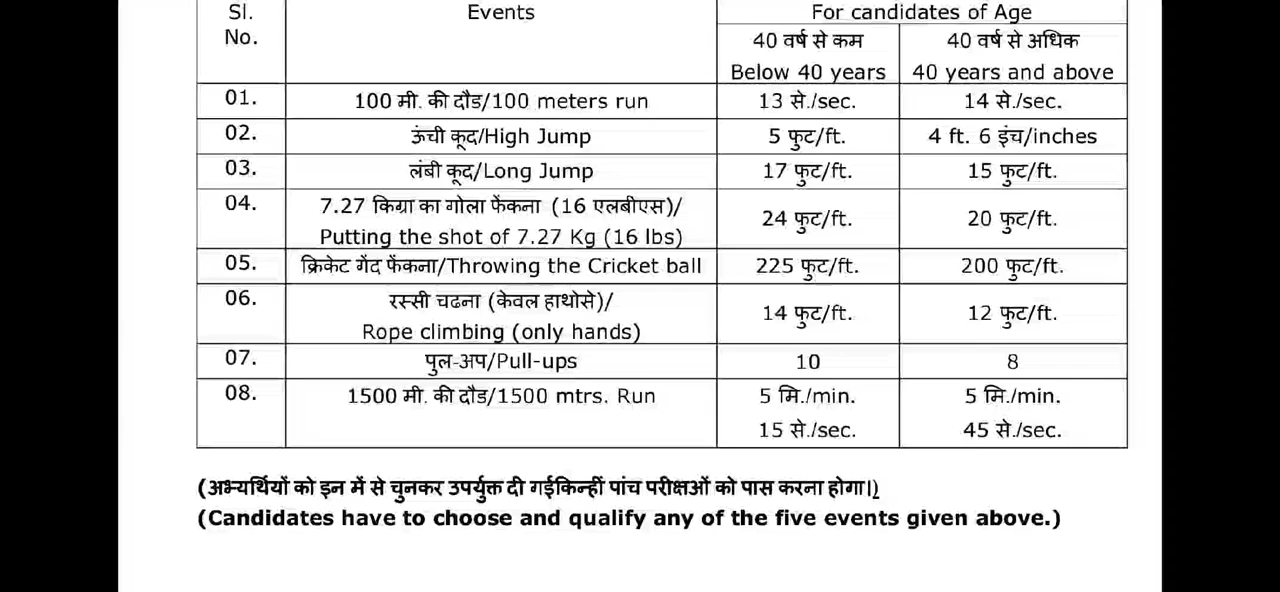 Sl. Events For candidates of Age
No. 40 वर्ष से कम 40 वर्ष से अधिक
Below 40 years 40 years and above
01. 100 मी. की दौड/100 meters run 13 से./sec. 14 से./sec.
02. ऊंची कूद/High Jump 5 फुट/ft. 4 ft. 6 इंच/inches
03. लंबी कूद/Long Jump 17 फुट/ft. 15 फुट/ft.
04. 7.27 किग्रा का गोला फेंकना (16 एलबीएस)/ 24 फुट/ft. 20 फुट/ft.
Putting the shot of 7.27 Kg (16 lbs)
05. क्रिकेट गेंद फेंकना/Throwing the Cricket ball 225 फुट/ft. 200 फुट/ft.
06. रस्सी चढना (केवल हाथोसे)/ 14 फुट/ft. 12 फुट/ft.
Rope climbing (only hands)
07. पुल-अप/Pull-ups 10 8
08. 1500 मी. की दौड/1500 mtrs. Run 5 मि./min. 5 मि./min.
15 से./sec. 45 से./sec.
(अभ्यर्थियों को इन में से चुनकर उपर्युक्त दी गईकिन्हीं पांच परीक्षओं को पास करना होगा।)
(Candidates have to choose and qualify any of the five events given above.)